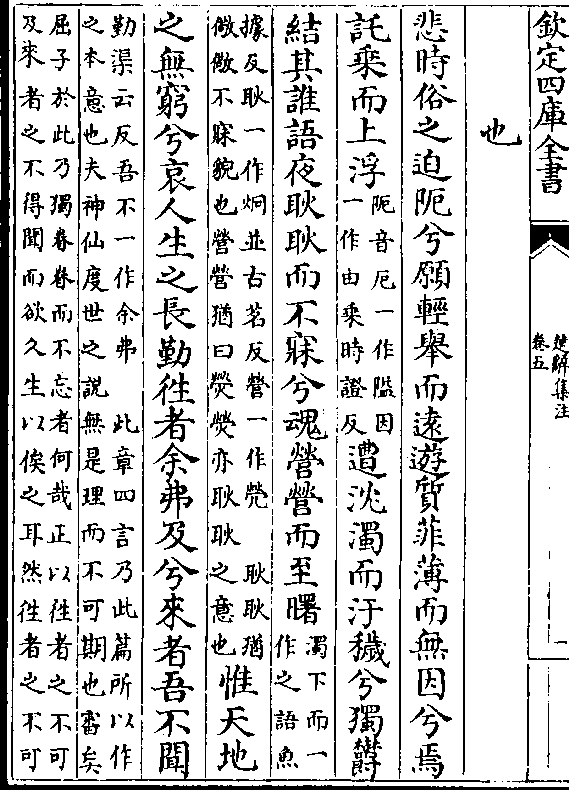 欽定四庫全書
楚辭集注
卷五
一
也
悲時俗之迫阨兮願輕舉而遠遊質菲薄而無因兮焉
託乘而上浮
阨音厄一作隘因
一作由乘時證反
遭沈濁而汙穢兮獨鬱
結其誰語夜耿耿而不寐兮魂營營而至曙
濁下而一
作之語魚
據反耿一作炯並古茗反營一作煢 耿耿猶
儆儆不寐貌也營營猶曰熒熒亦耿耿之意也
惟天地
之無窮兮哀人生之長勤徃者余弗及兮來者吾不聞
勤渠云反吾不一作余弗 此章四言乃此篇所以作
之本意也夫神仙度世之說無是理而不可期也審矣
屈子於此乃獨眷眷而不忘者何哉正以徃者之不可
及來者之不得聞而欲久生以俟之耳然徃者之不可